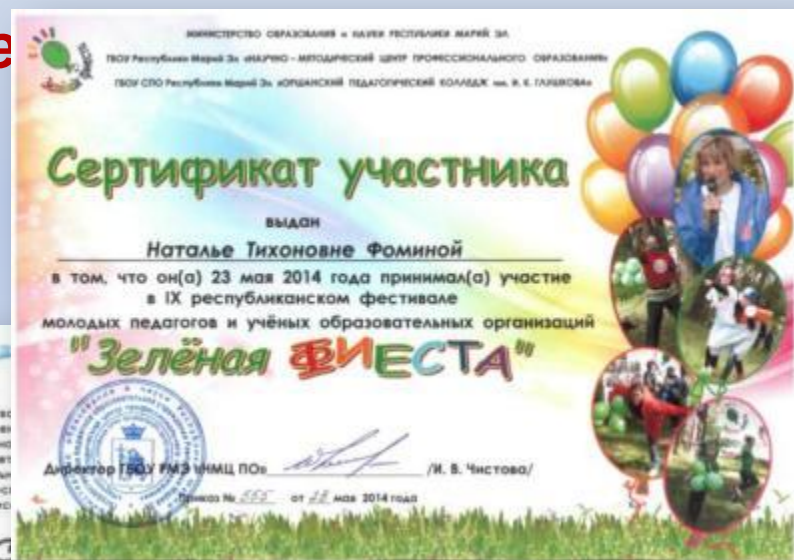 МИНИСТЕРСТВО ОБРАЗОВАНИЯ и НАУКИ РЕСПУБЛИКИ МАРИЙ ЭЛ
ГБОУ Республики Марий Эл «НАУЧНО - МЕТОДИЧЕСКИЙ ЦЕНТР ПРОФЕССИОНАЛЬНОГО ОБРАЗОВАНИЯ»
ГБОУ СПО Республики Марий Эл «ОРШАНСКИЙ ПЕДАГОГИЧЕСКИЙ КОЛЛЕДЖ им. И. К. ГЛУШКОВА»
Сертификат участника
выдан
Наталье Тихоновне Фоминой
в том, что он(а) 23 мая 2014 года принимал(а) участие
в IX республиканском фестивале
молодых педагогов и учёных образовательных организаций
"Зелёная ФИЕСТА"
Директор ГБОУ РМЭ «НМЦ ПО» /И. В. Чистова/
Приказ № от мая 2014 года